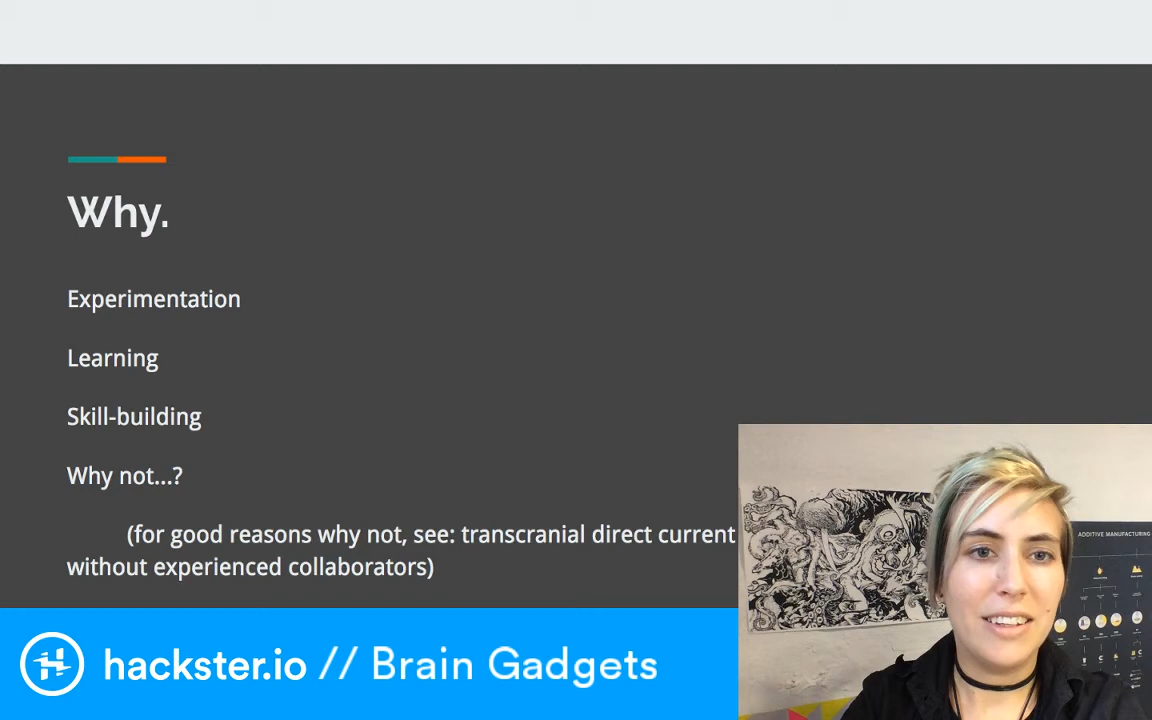 Why.
Experimentation
Learning
Skill-building
Why not...?
(for good reasons why not, see: transcranial direct current
without experienced collaborators)
ADDITIVE MANUFACTURING
hackster.io // Brain Gadgets